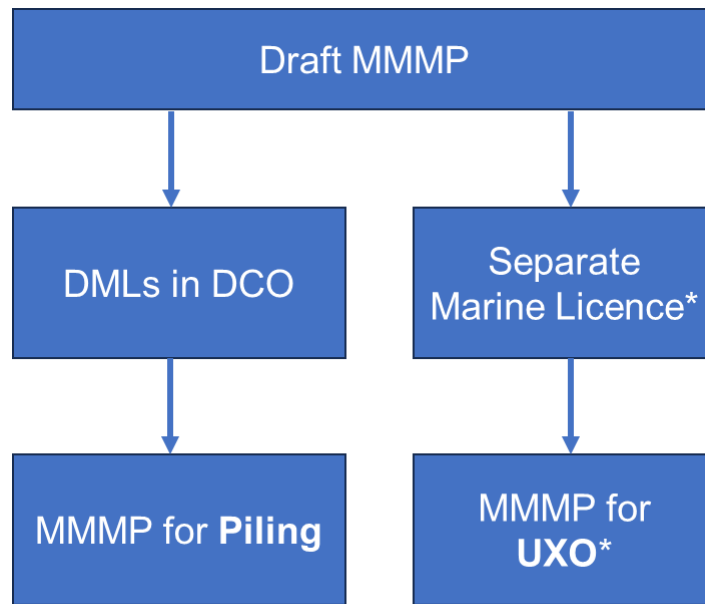 Draft MMMP
DMLs in DCO
Separate
Marine Licence*
MMMP for Piling
MMMP for
UXO*